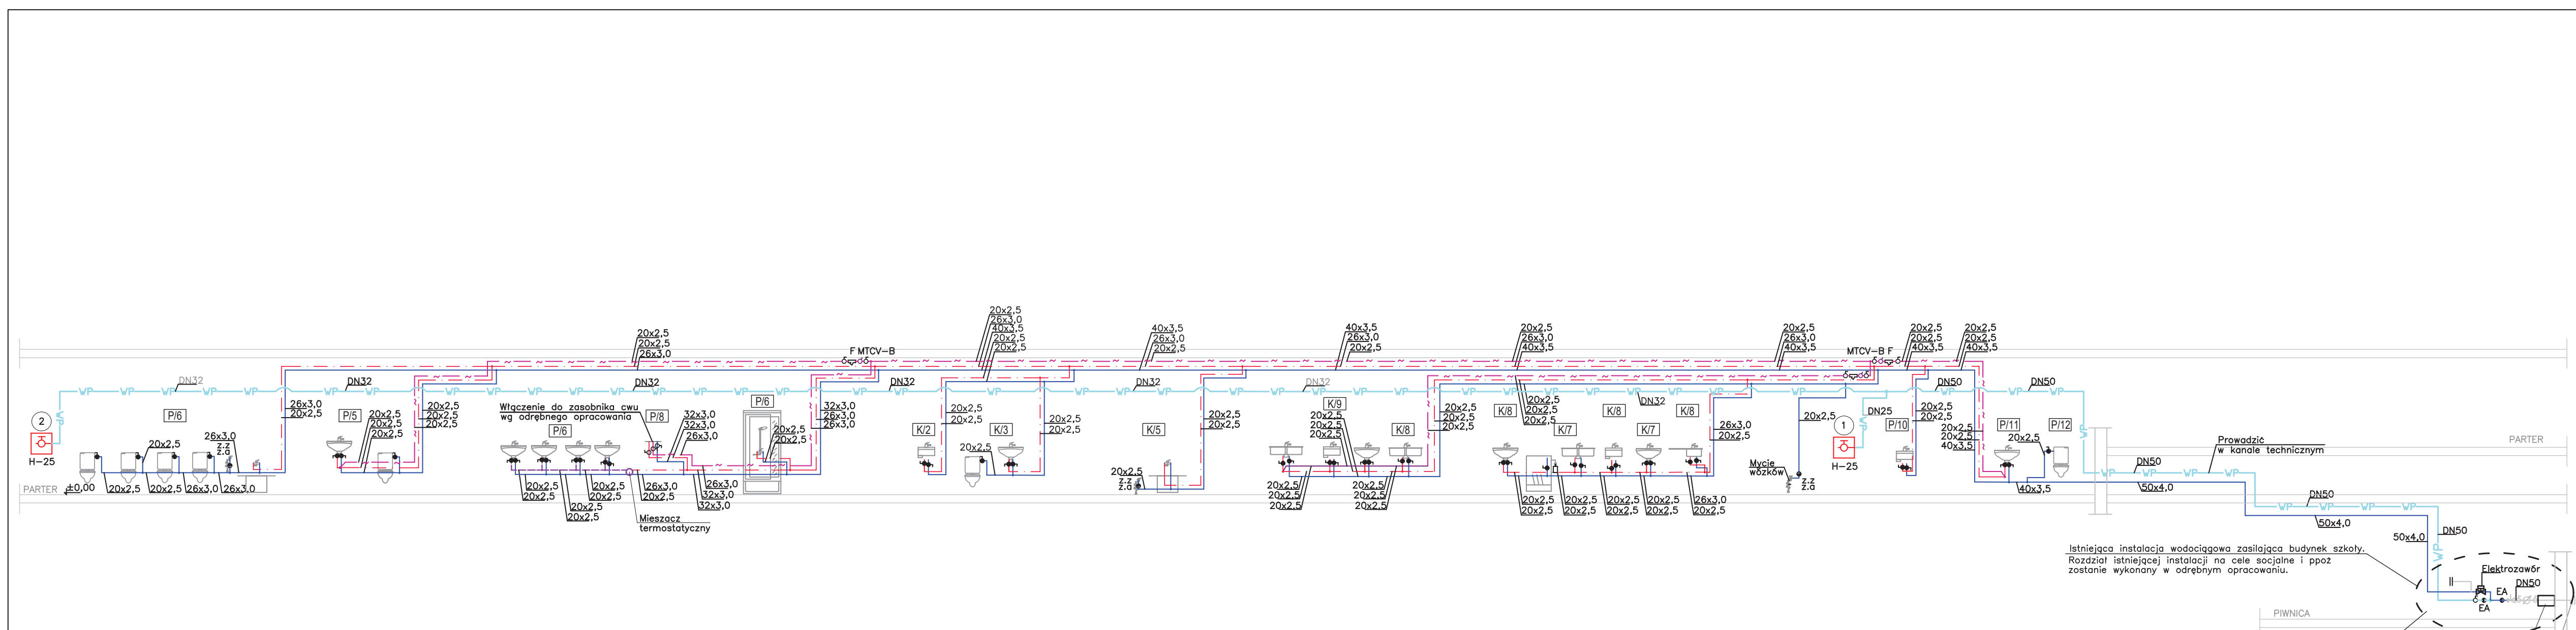 20x2,5
20x2,5
26x3,0
F MTCV-B
20x2,5
26x3,0
40x3,5
20x2,5
20x2,5
40x3,5
26x3,0
20x2,5
40x3,5
26x3,0
20x2,5
20x2,5
26x3,0
40x3,5
20x2,5
26x3,0
40x3,5
MTCV-B F
20x2,5
20x2,5
40x3,5
20x2,5
20x2,5
40x3,5
WP
DN32
DN32
DN32
DN32
DN32
DN32
DN32
DN50
DN50
DN25
2
H-25
P/6
20x2,5
26x3,0
z.z
z.a
26x3,0
20x2,5
P/5
20x2,5
20x2,5
20x2,5
20x2,5
20x2,5
20x2,5
PARTER
±0,00
20x2,5
20x2,5
26x3,0
26x3,0
Włączenie do zasobnika cwu
wg odrębnego opracowania
P/6
P/8
32x3,0
32x3,0
26x3,0
P/6
20x2,5
20x2,5
32x3,0
26x3,0
26x3,0
20x2,5
20x2,5
20x2,5
20x2,5
20x2,5
20x2,5
26x3,0
20x2,5
26x3,0
32x3,0
32x3,0
Mieszacz
termostatyczny
K/2
20x2,5
20x2,5
K/3
20x2,5
20x2,5
20x2,5
K/5
20x2,5
z.z
z.a
20x2,5
20x2,5
K/9
20x2,5
20x2,5
20x2,5
K/8
20x2,5
20x2,5
20x2,5
20x2,5
20x2,5
20x2,5
20x2,5
20x2,5
20x2,5
K/8
20x2,5
20x2,5
20x2,5
K/7
K/8
K/7
K/8
26x3,0
20x2,5
20x2,5
20x2,5
20x2,5
20x2,5
20x2,5
20x2,5
20x2,5
20x2,5
26x3,0
20x2,5
20x2,5
Mycie
wózków
z.z
z.a
1
H-25
P/10
20x2,5
20x2,5
20x2,5
20x2,5
40x3,5
P/11
20x2,5
P/12
40x3,5
Prowadzić
w kanale technicznym
PARTER
DN50
50x4,0
DN50
50x4,0
50x4,0
DN50
Istniejąca instalacja wodociągowa zasilająca budynek szkoły.
Rozdział istniejącej instalacji na cele socjalne i ppoż
zostanie wykonany w odrębnym opracowaniu.
Elektrozawór
EA
DN50
EA
PIWNICA